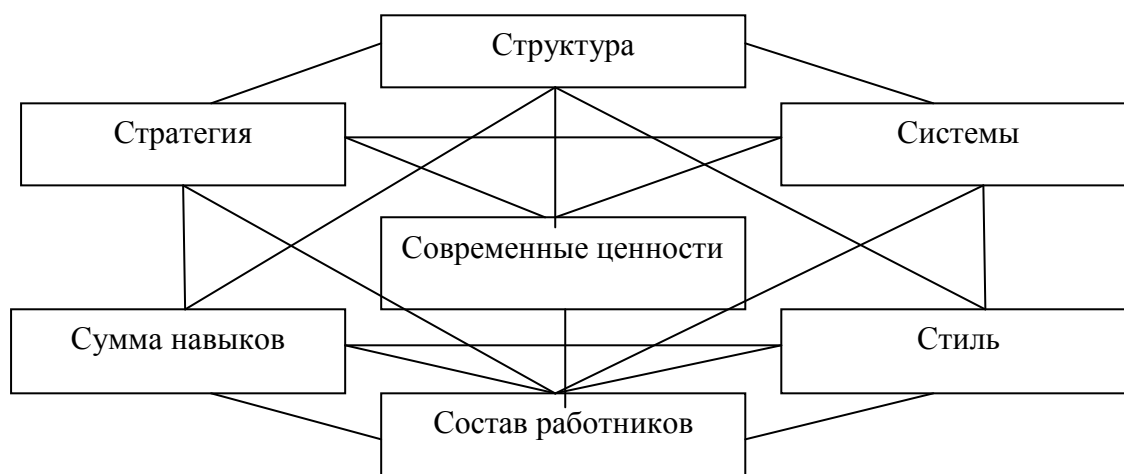 Структура
Стратегия
Системы
Современные ценности
Сумма навыков
Стиль
Состав работников